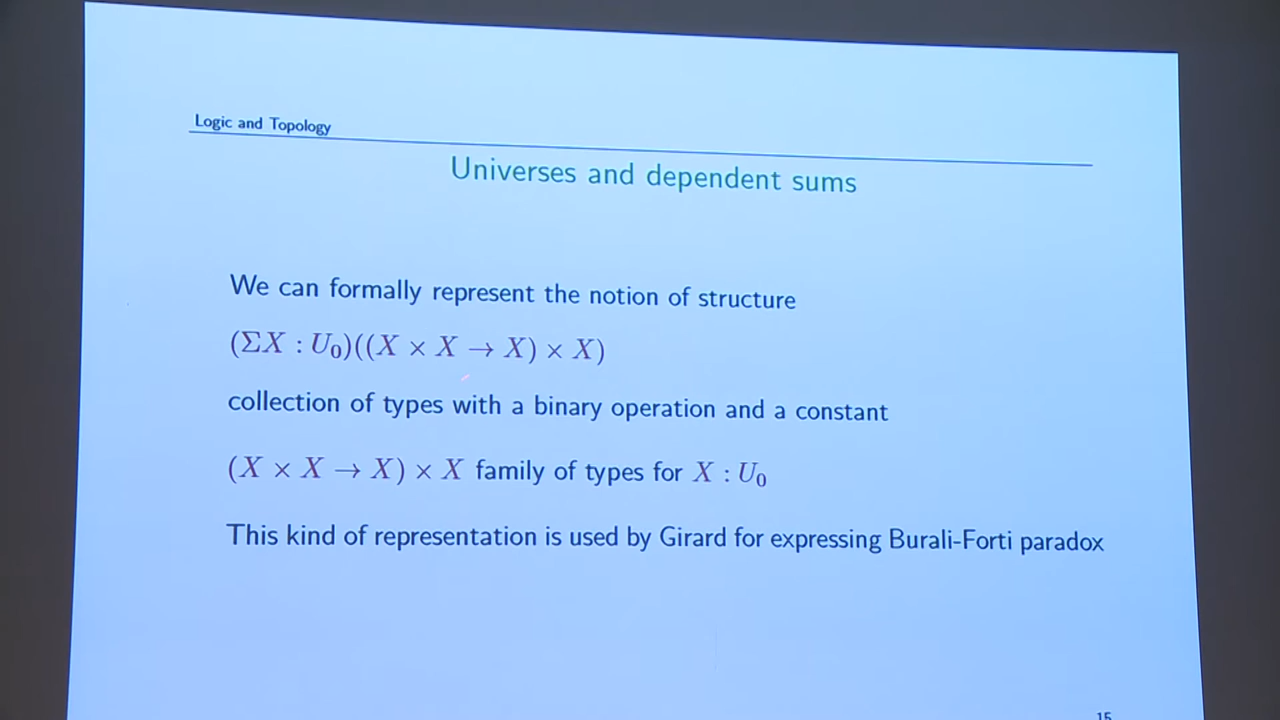 Logic and Topology
Universes and dependent sums
We can formally represent the notion of structure
(ΣX : U₀)((X × X → X) × X)
collection of types with a binary operation and a constant
(X × X → X) × X family of types for X : U₀
This kind of representation is used by Girard for expressing Burali-Forti paradox
15